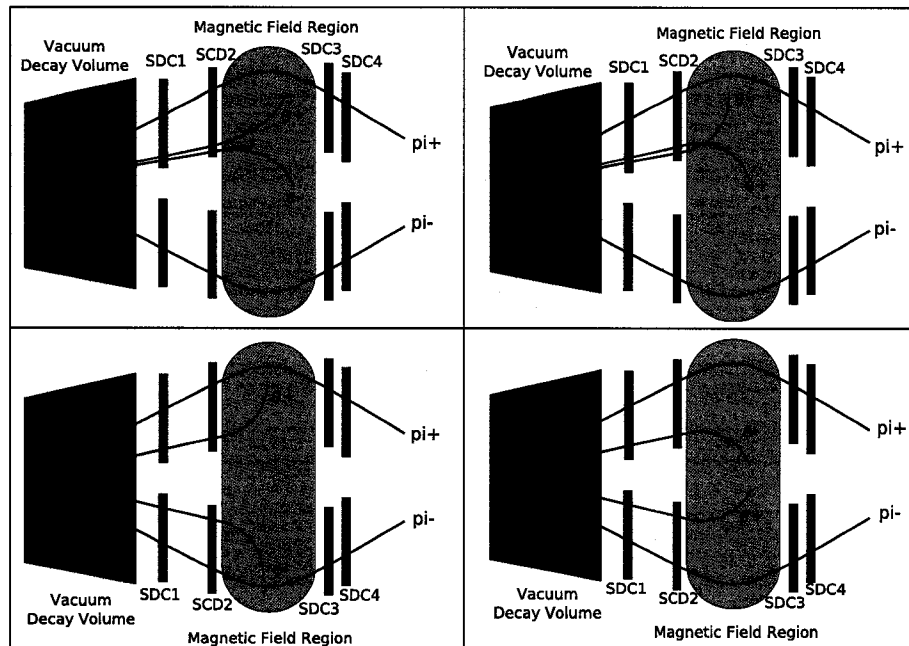 Magnetic Field Region
Vacuum
Decay Volume
SDC1
SCD2
SDC3
SDC4
pi+
pi-
Magnetic Field Region
Vacuum
Decay Volume
SDC1
SCD2
SDC3
SDC4
pi+
pi-
pi+
pi-
SDC1
SCD2
SDC3
SDC4
Vacuum
Decay Volume
Magnetic Field Region
pi+
pi-
SDC1
SCD2
SDC3
SDC4
Vacuum
Decay Volume
Magnetic Field Region